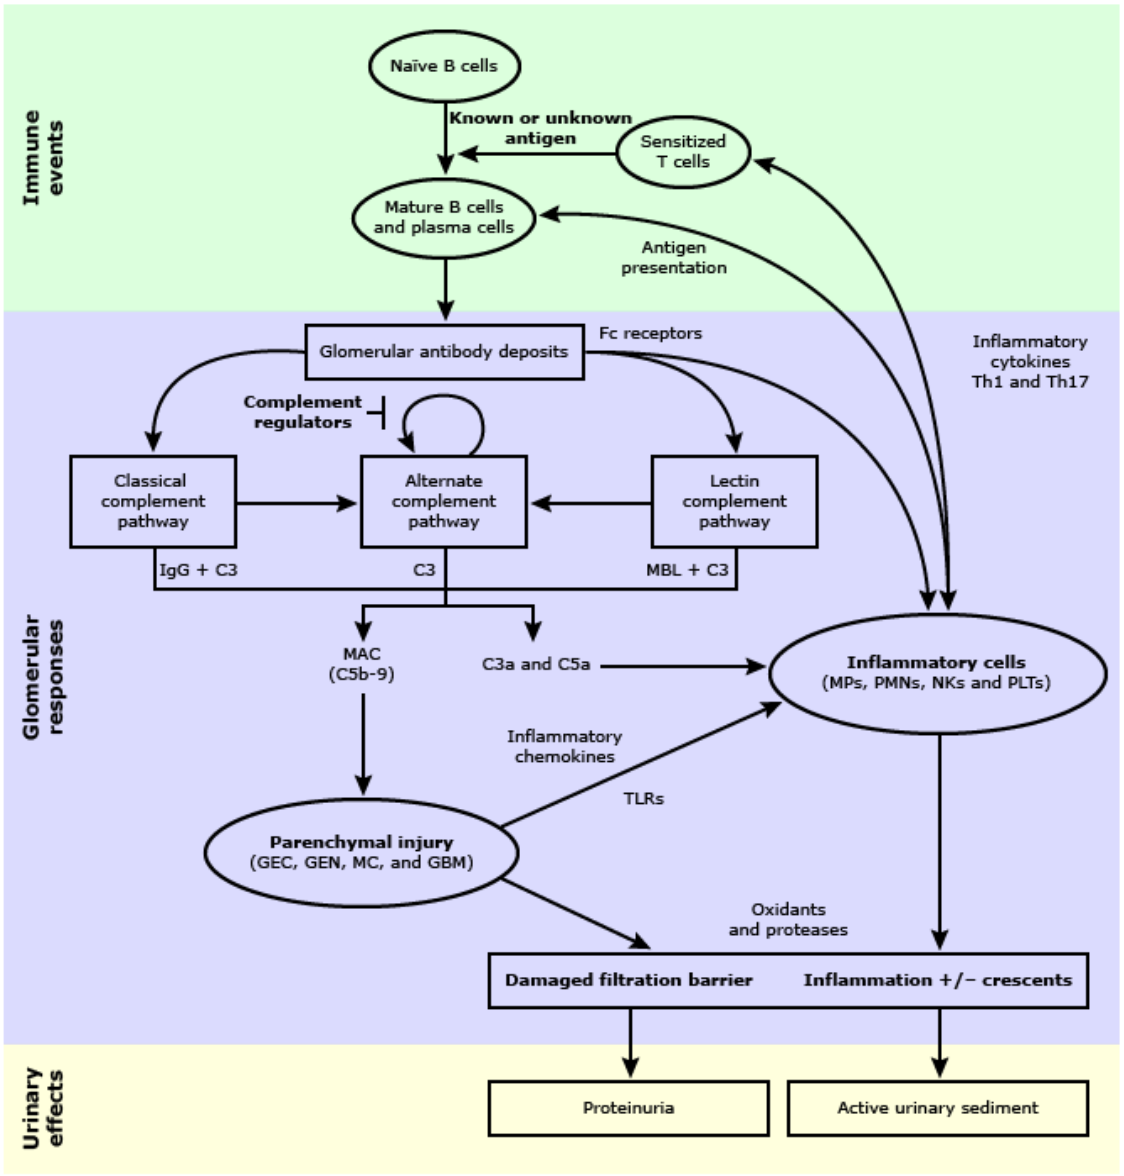 Immune
events
Naïve B cells
Known or unknown
antigen
Sensitized
T cells
Mature B cells
and plasma cells
Antigen
presentation
Glomerular
responses
Glomerular antibody deposits
Fc receptors
Inflammatory
cytokines
Th1 and Th17
Complement
regulators
Classical
complement
pathway
Alternate
complement
pathway
Lectin
complement
pathway
IgG + C3
C3
MBL + C3
MAC
(C5b-9)
C3a and C5a
Inflammatory cells
(MPs, PMNs, NKs and PLTs)
Inflammatory
chemokines
TLRs
Parenchymal injury
(GEC, GEN, MC, and GBM)
Oxidants
and proteases
Damaged filtration barrier
Inflammation +/− crescents
Urinary
effects
Proteinuria
Active urinary sediment